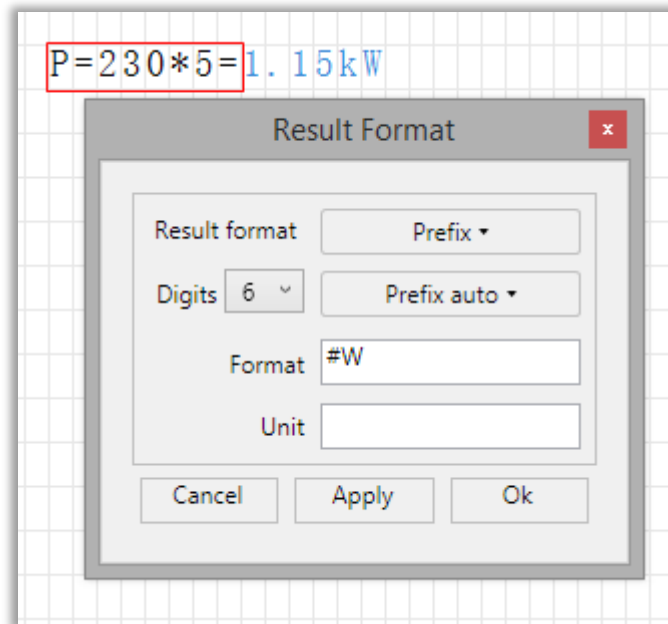 P=230*5=1.15kW
Result Format
x
Result format Prefix
Digits 6 Prefix auto
Format #W
Unit
Cancel Apply Ok